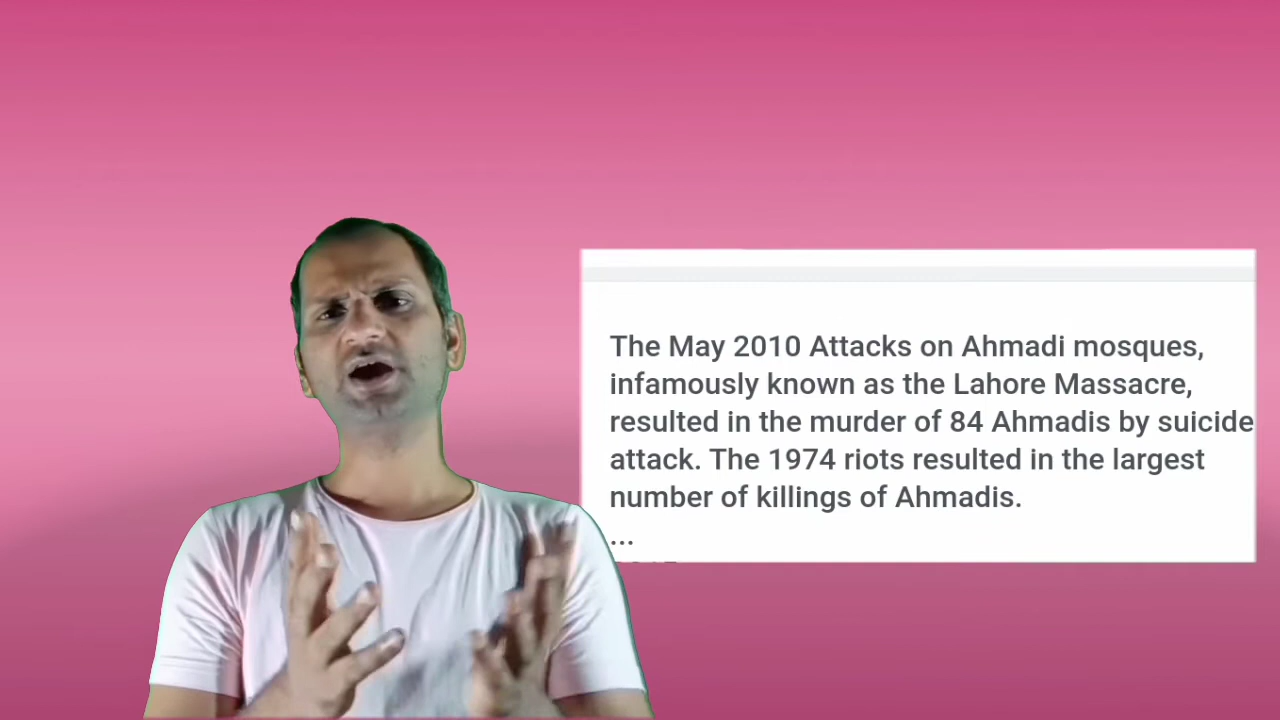 The May 2010 Attacks on Ahmadi mosques,
infamously known as the Lahore Massacre,
resulted in the murder of 84 Ahmadis by suicide
attack. The 1974 riots resulted in the largest
number of killings of Ahmadis.
...